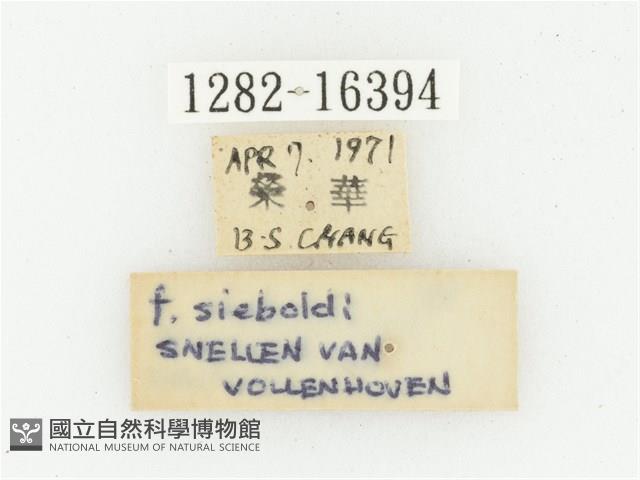 1282-16394
APR 7. 1971
桑 華
B·S. CHANG
f. sieboldi
SNELLEN VAN
VOLLENHOVEN
國立自然科學博物館
NATIONAL MUSEUM OF NATURAL SCIENCE